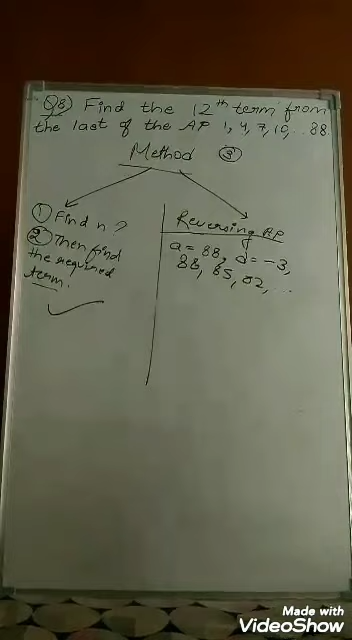 Q8) Find the 12th term from
the last of the AP 1, 4, 7, 10, ... 88.
Method ③
① Find n ?
② Then find
the required
term.
Reversing AP
a = 88, d = -3,
88, 85, 82, ...
Made with
VideoShow